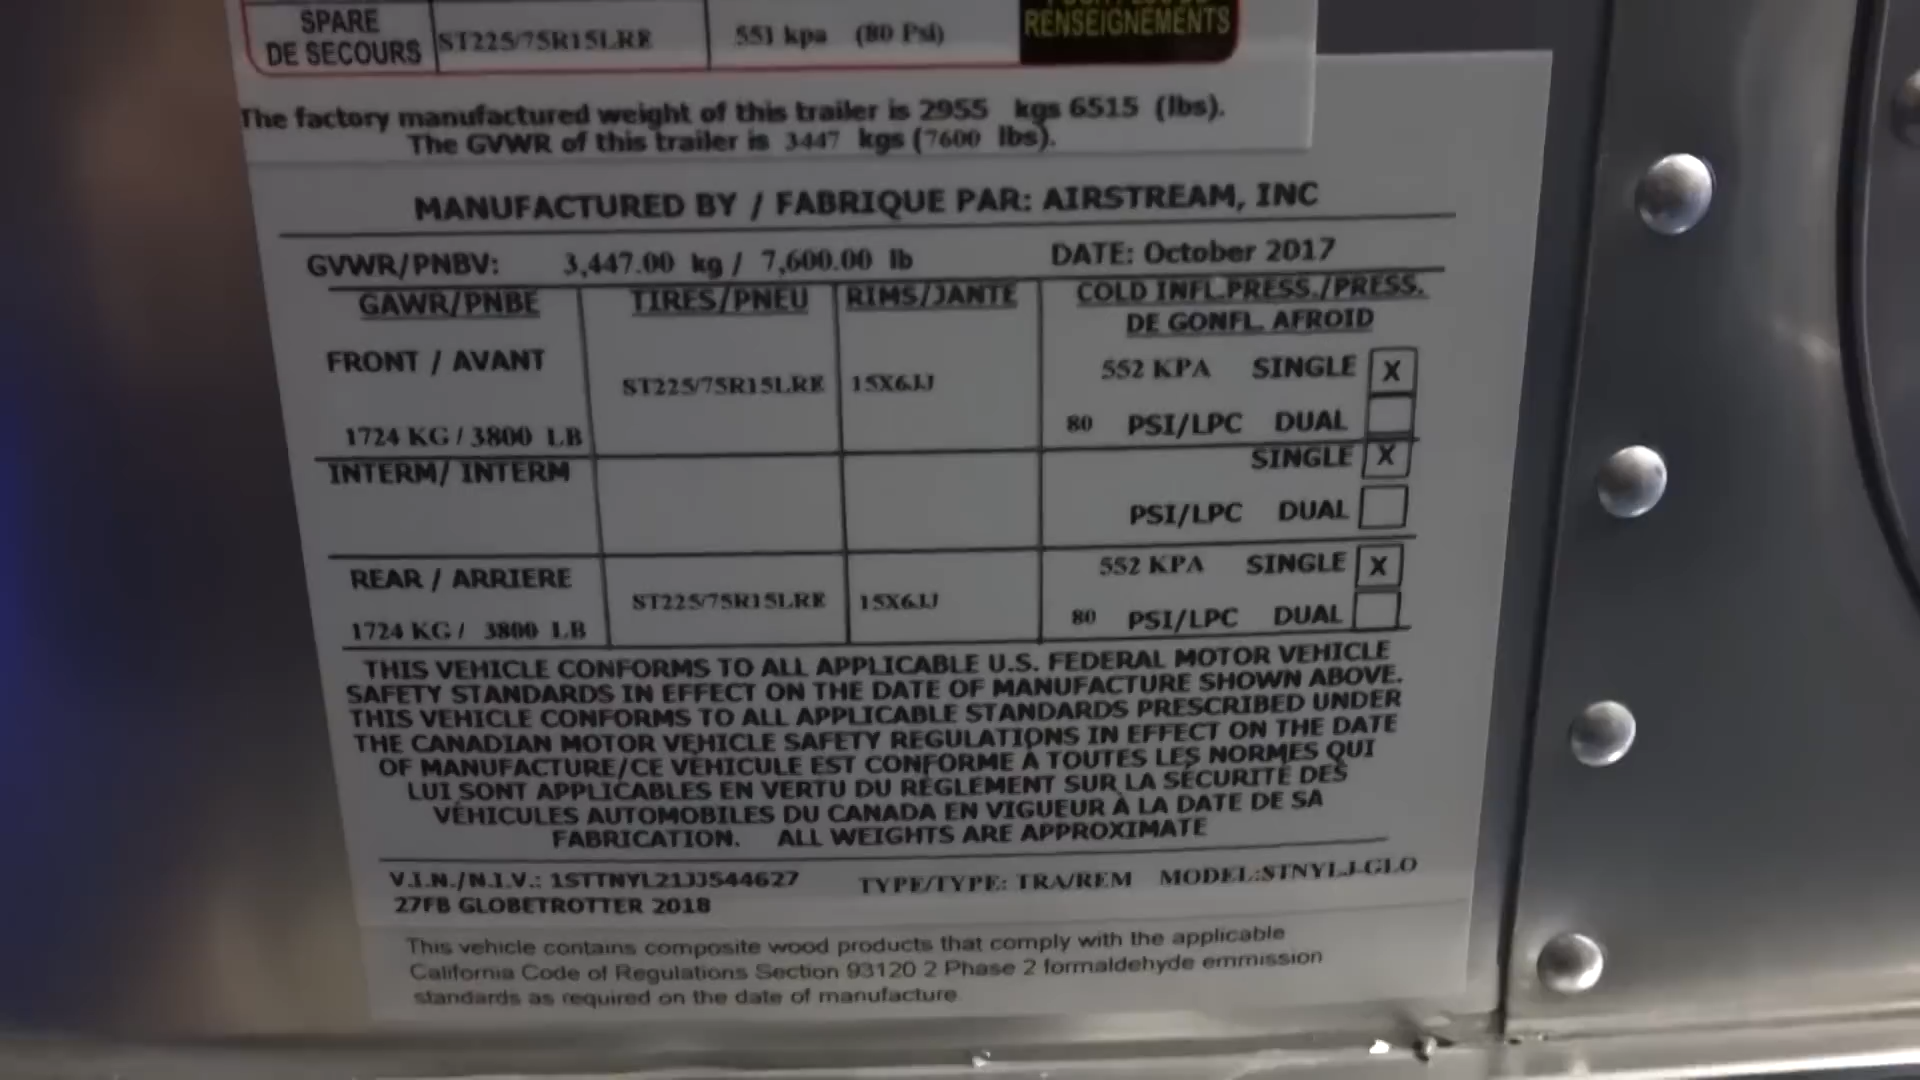 SPARE
DE SECOURS
ST225/75R15LRE
551 kpa (80 Psi)
RENSEIGNEMENTS
The factory manufactured weight of this trailer is 2955 kgs 6515 (lbs).
The GVWR of this trailer is 3447 kgs (7600 lbs).
MANUFACTURED BY / FABRIQUE PAR: AIRSTREAM, INC
GVWR/PNBV: 3,447.00 kg / 7,600.00 lb DATE: October 2017
GAWR/PNBE TIRES/PNEU RIMS/JANTE COLD INFL.PRESS./PRESS.
DE GONFL. AFROID
FRONT / AVANT 552 KPA SINGLE X
ST225/75R15LRE 15X6JJ
1724 KG / 3800 LB 80 PSI/LPC DUAL
INTERM/ INTERM SINGLE X
PSI/LPC DUAL
REAR / ARRIERE 552 KPA SINGLE X
ST225/75R15LRE 15X6JJ
1724 KG / 3800 LB 80 PSI/LPC DUAL
THIS VEHICLE CONFORMS TO ALL APPLICABLE U.S. FEDERAL MOTOR VEHICLE
SAFETY STANDARDS IN EFFECT ON THE DATE OF MANUFACTURE SHOWN ABOVE.
THIS VEHICLE CONFORMS TO ALL APPLICABLE STANDARDS PRESCRIBED UNDER
THE CANADIAN MOTOR VEHICLE SAFETY REGULATIONS IN EFFECT ON THE DATE
OF MANUFACTURE/CE VÉHICULE EST CONFORME À TOUTES LES NORMES QUI
LUI SONT APPLICABLES EN VERTU DU RÈGLEMENT SUR LA SÉCURITÉ DES
VÉHICULES AUTOMOBILES DU CANADA EN VIGUEUR À LA DATE DE SA
FABRICATION. ALL WEIGHTS ARE APPROXIMATE
V.I.N./N.I.V.: 1STTNYL21JJ544627 TYPE/TYPE: TRA/REM MODEL:STNYLJ-GLO
27FB GLOBETROTTER 2018
This vehicle contains composite wood products that comply with the applicable
California Code of Regulations Section 93120 2 Phase 2 formaldehyde emmission
standards as required on the date of manufacture